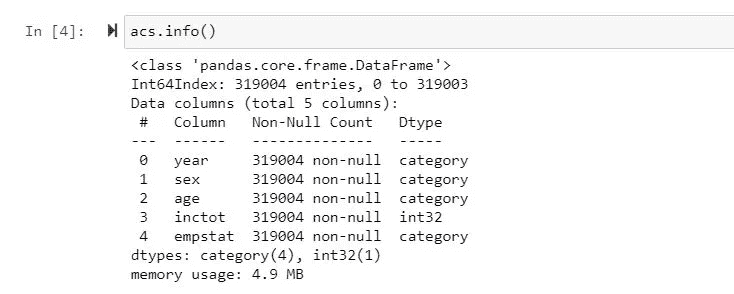 In [4]: acs.info()
<class 'pandas.core.frame.DataFrame'>
Int64Index: 319004 entries, 0 to 319003
Data columns (total 5 columns):
 #   Column   Non-Null Count   Dtype
---  ------   --------------   -----
 0   year     319004 non-null  category
 1   sex      319004 non-null  category
 2   age      319004 non-null  category
 3   inctot   319004 non-null  int32
 4   empstat  319004 non-null  category
dtypes: category(4), int32(1)
memory usage: 4.9 MB